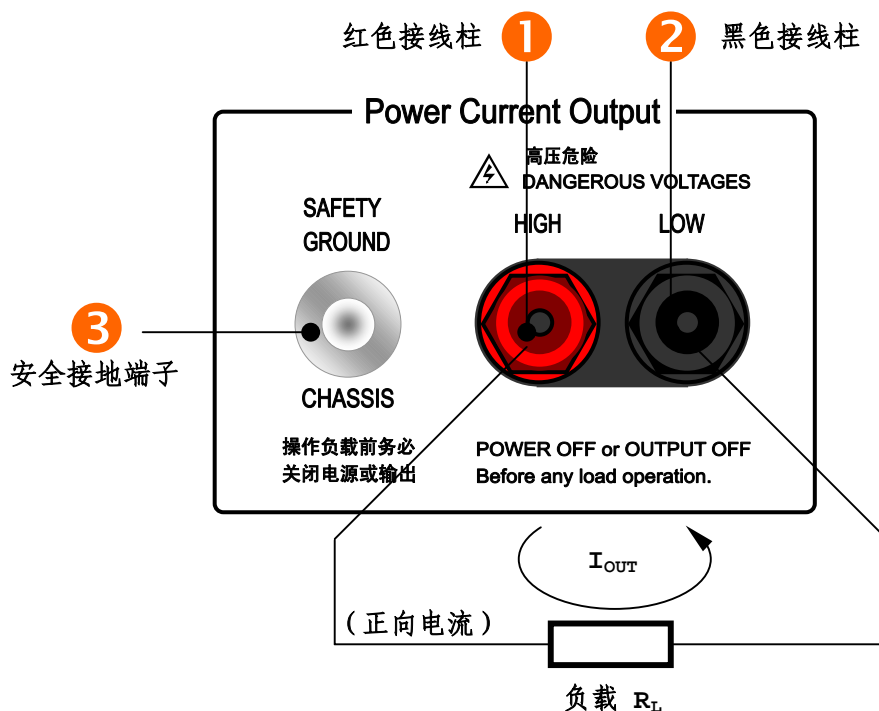 红色接线柱 1
2 黑色接线柱
Power Current Output
高压危险
DANGEROUS VOLTAGES
SAFETY
GROUND
HIGH
LOW
3
安全接地端子
CHASSIS
操作负载前务必
关闭电源或输出
POWER OFF or OUTPUT OFF
Before any load operation.
IOUT
(正向电流)
负载 RL